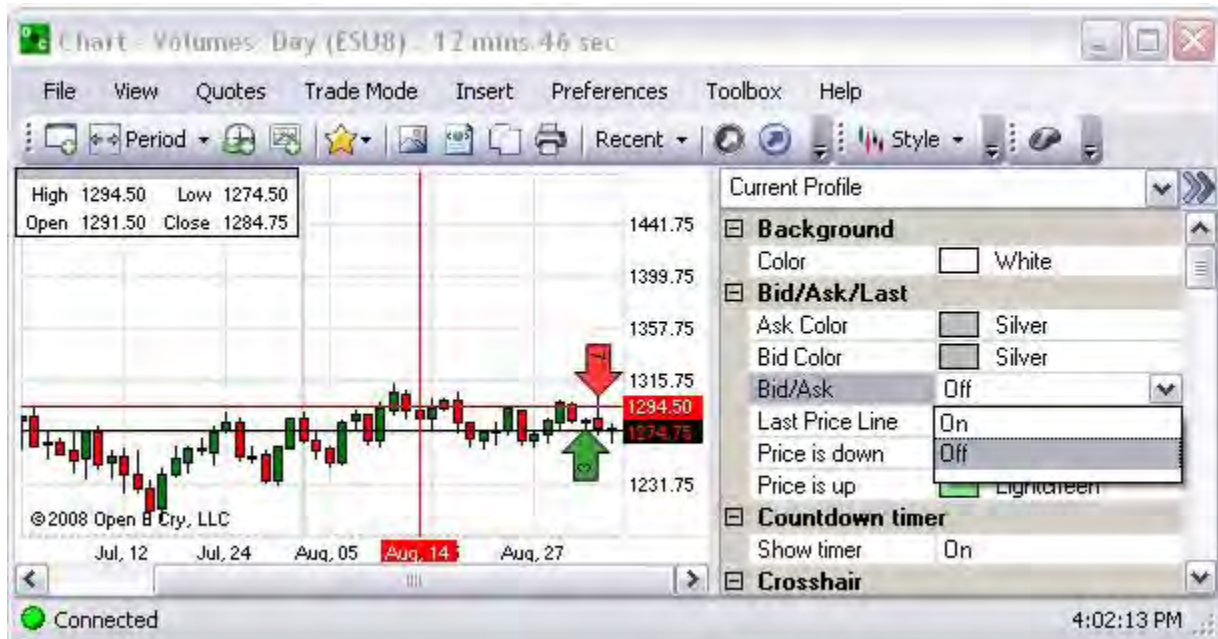 Chart - Volumes: Day (ESU8) - 12 mins 46 sec
File View Quotes Trade Mode Insert Preferences Toolbox Help
Period Recent Style
High 1294.50 Low 1274.50
Open 1291.50 Close 1284.75
1441.75
1399.75
1357.75
1315.75
1294.50
1274.75
1231.75
©2008 Open E Cry, LLC
Jul, 12 Jul, 24 Aug, 05 Aug, 14 Aug, 27
Current Profile
Background
Color White
Bid/Ask/Last
Ask Color Silver
Bid Color Silver
Bid/Ask Off
Last Price Line On
Price is down Off
Price is up LightGreen
Countdown timer
Show timer On
Crosshair
Connected 4:02:13 PM